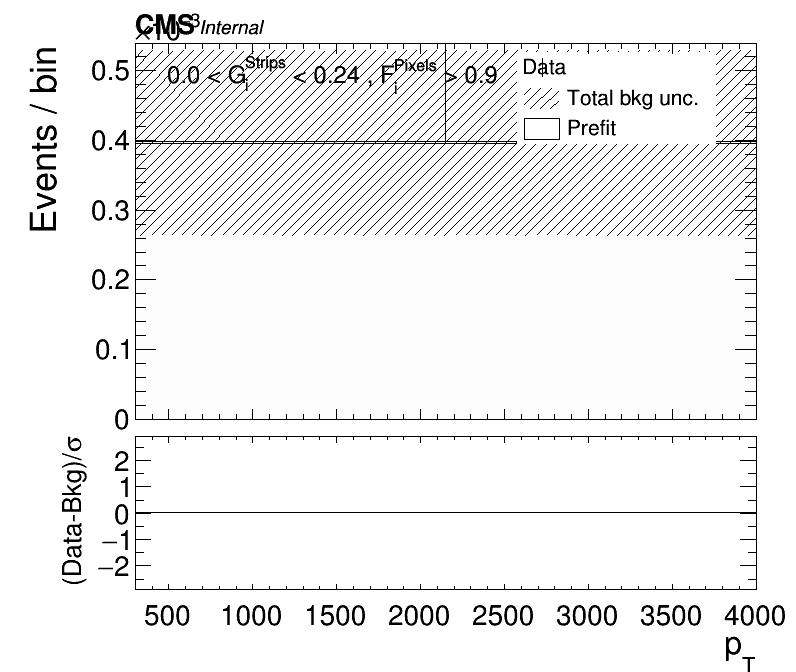 CMS Internal
×10³
Events / bin
0.0 < G_i^Strips < 0.24 , F_i^Pixels > 0.9
Data
Total bkg unc.
Prefit
0.5
0.4
0.3
0.2
0.1
0
(Data-Bkg)/σ
2
1
0
−1
−2
500 1000 1500 2000 2500 3000 3500 4000
p_T